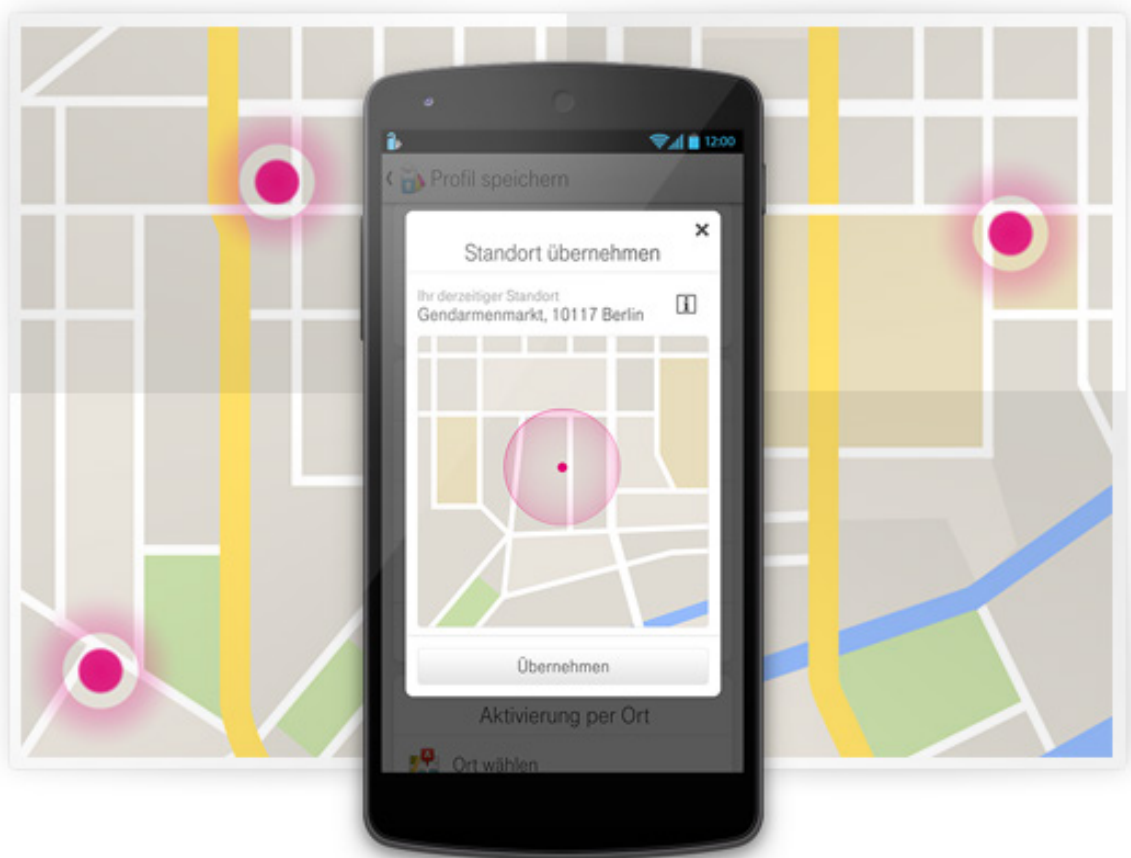 12:00
Profil speichern
Standort übernehmen
Ihr derzeitiger Standort
Gendarmenmarkt, 10117 Berlin
Übernehmen
Aktivierung per Ort
Ort wählen